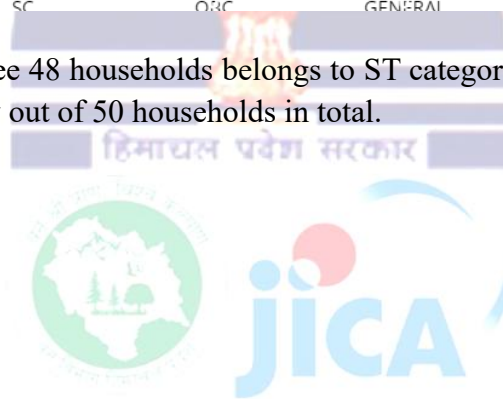 SC OBC GENERAL
ee 48 households belongs to ST categor
out of 50 households in total.
हिमाचल प्रदेश सरकार
JICA